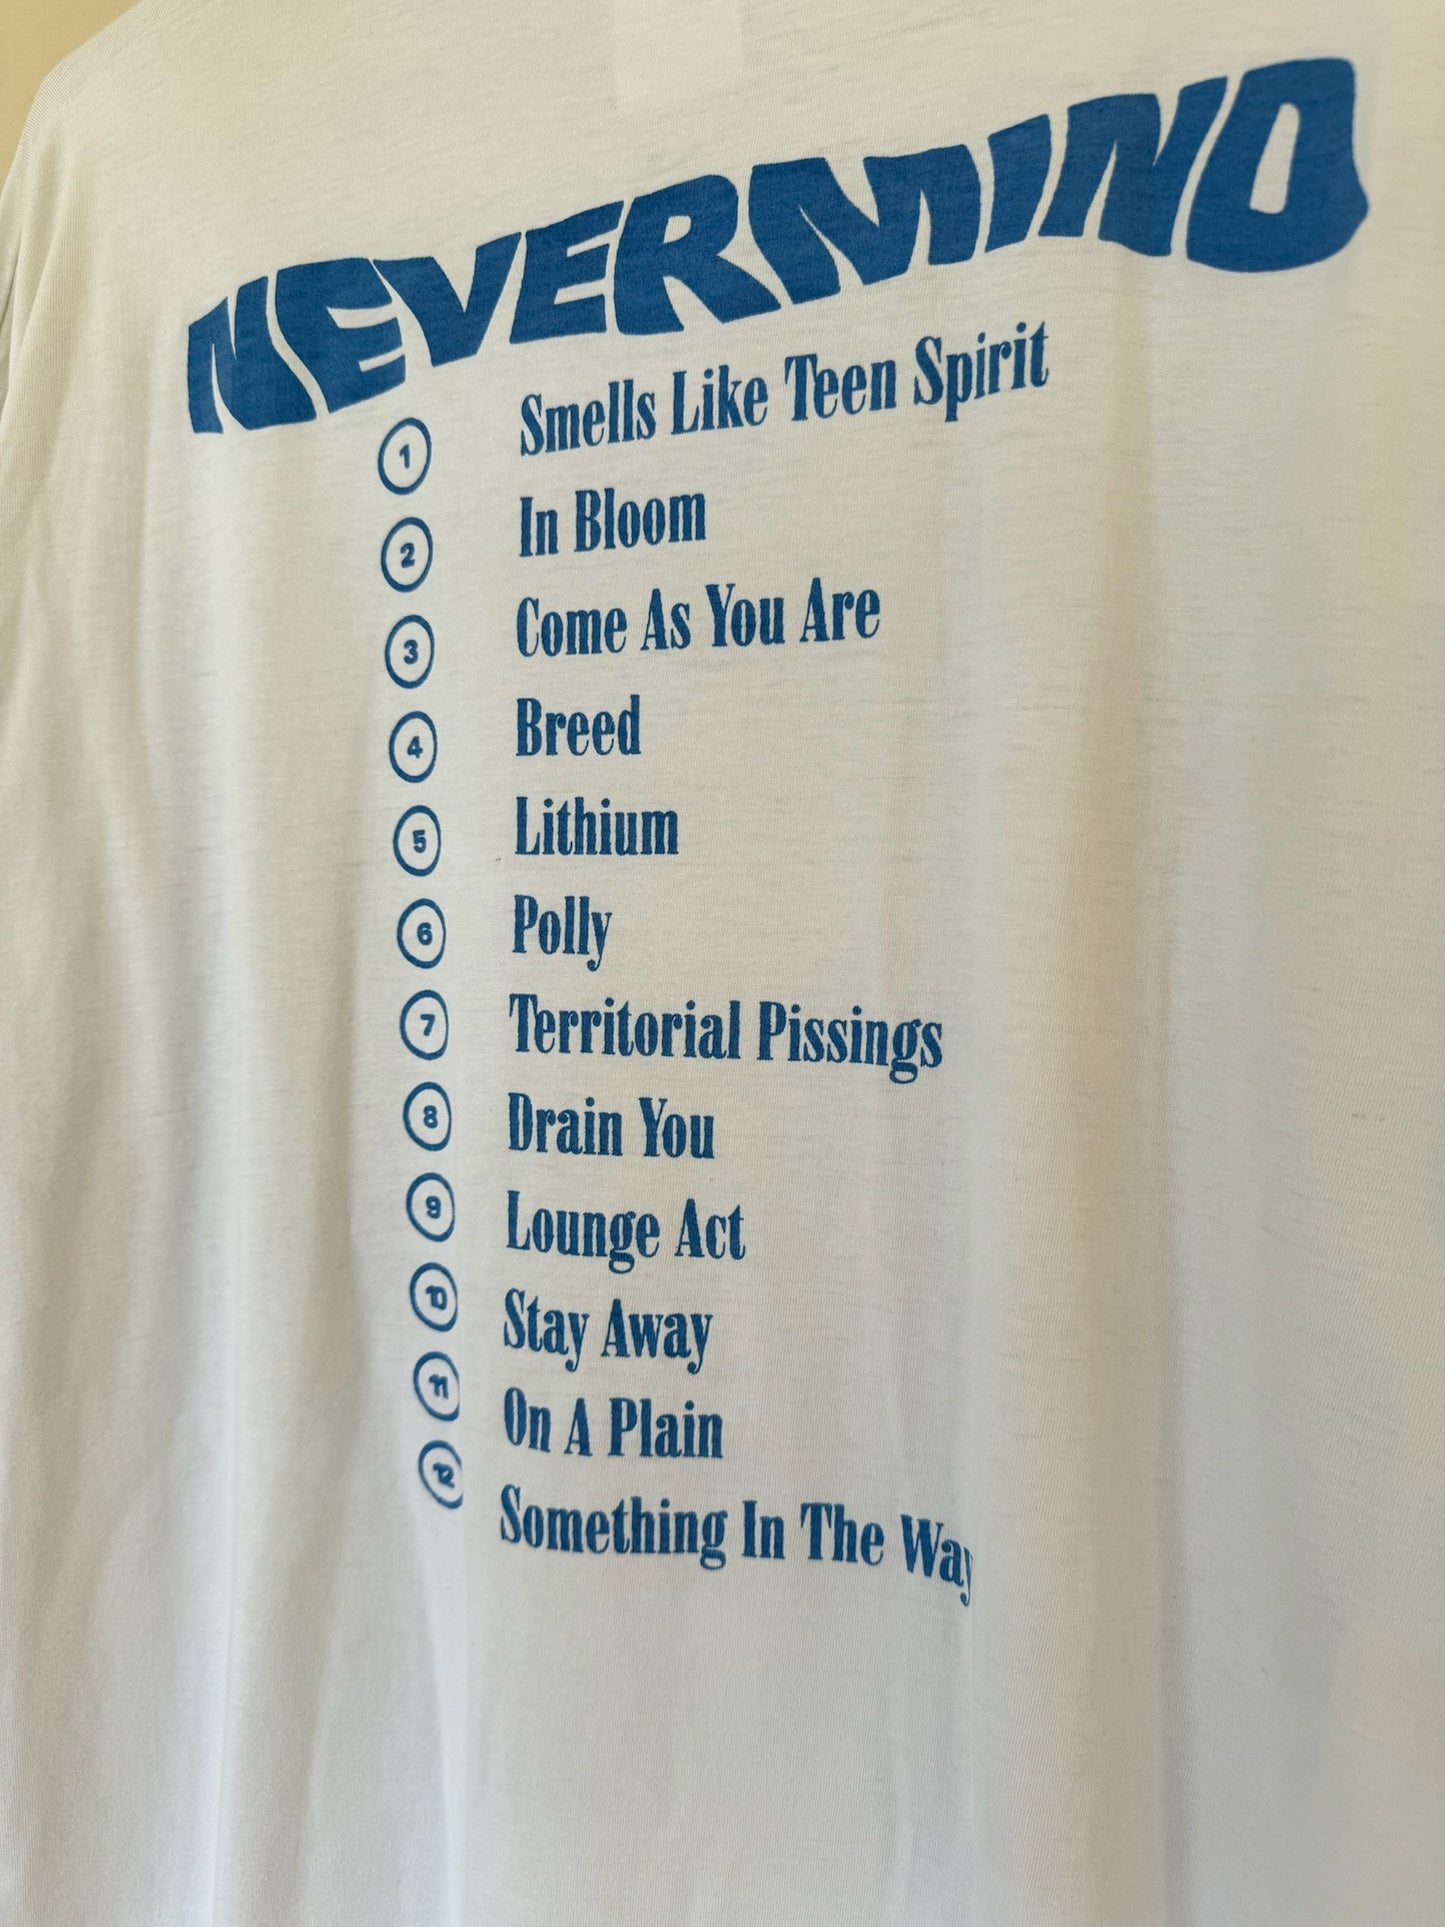 NEVERMIND
1 Smells Like Teen Spirit
2 In Bloom
3 Come As You Are
4 Breed
5 Lithium
6 Polly
7 Territorial Pissings
8 Drain You
9 Lounge Act
10 Stay Away
11 On A Plain
12 Something In The Way